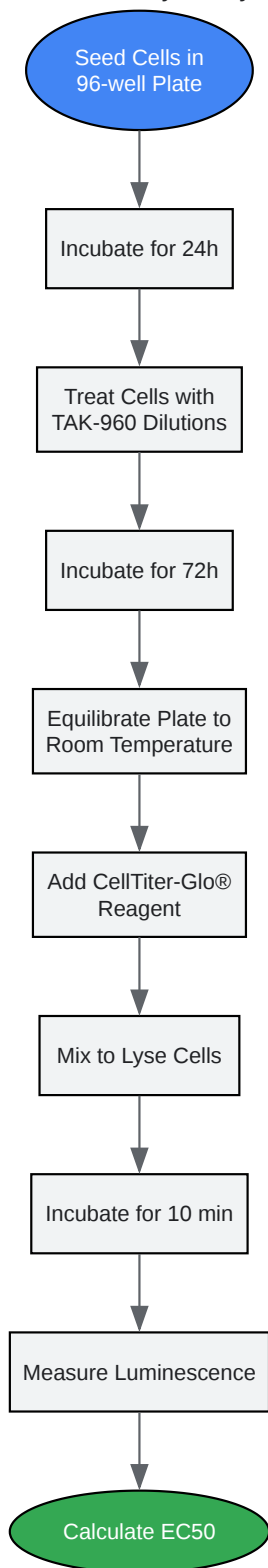 Seed Cells in
96-well Plate
Incubate for 24h
Treat Cells with
TAK-960 Dilutions
Incubate for 72h
Equilibrate Plate to
Room Temperature
Add CellTiter-Glo®
Reagent
Mix to Lyse Cells
Incubate for 10 min
Measure Luminescence
Calculate EC50